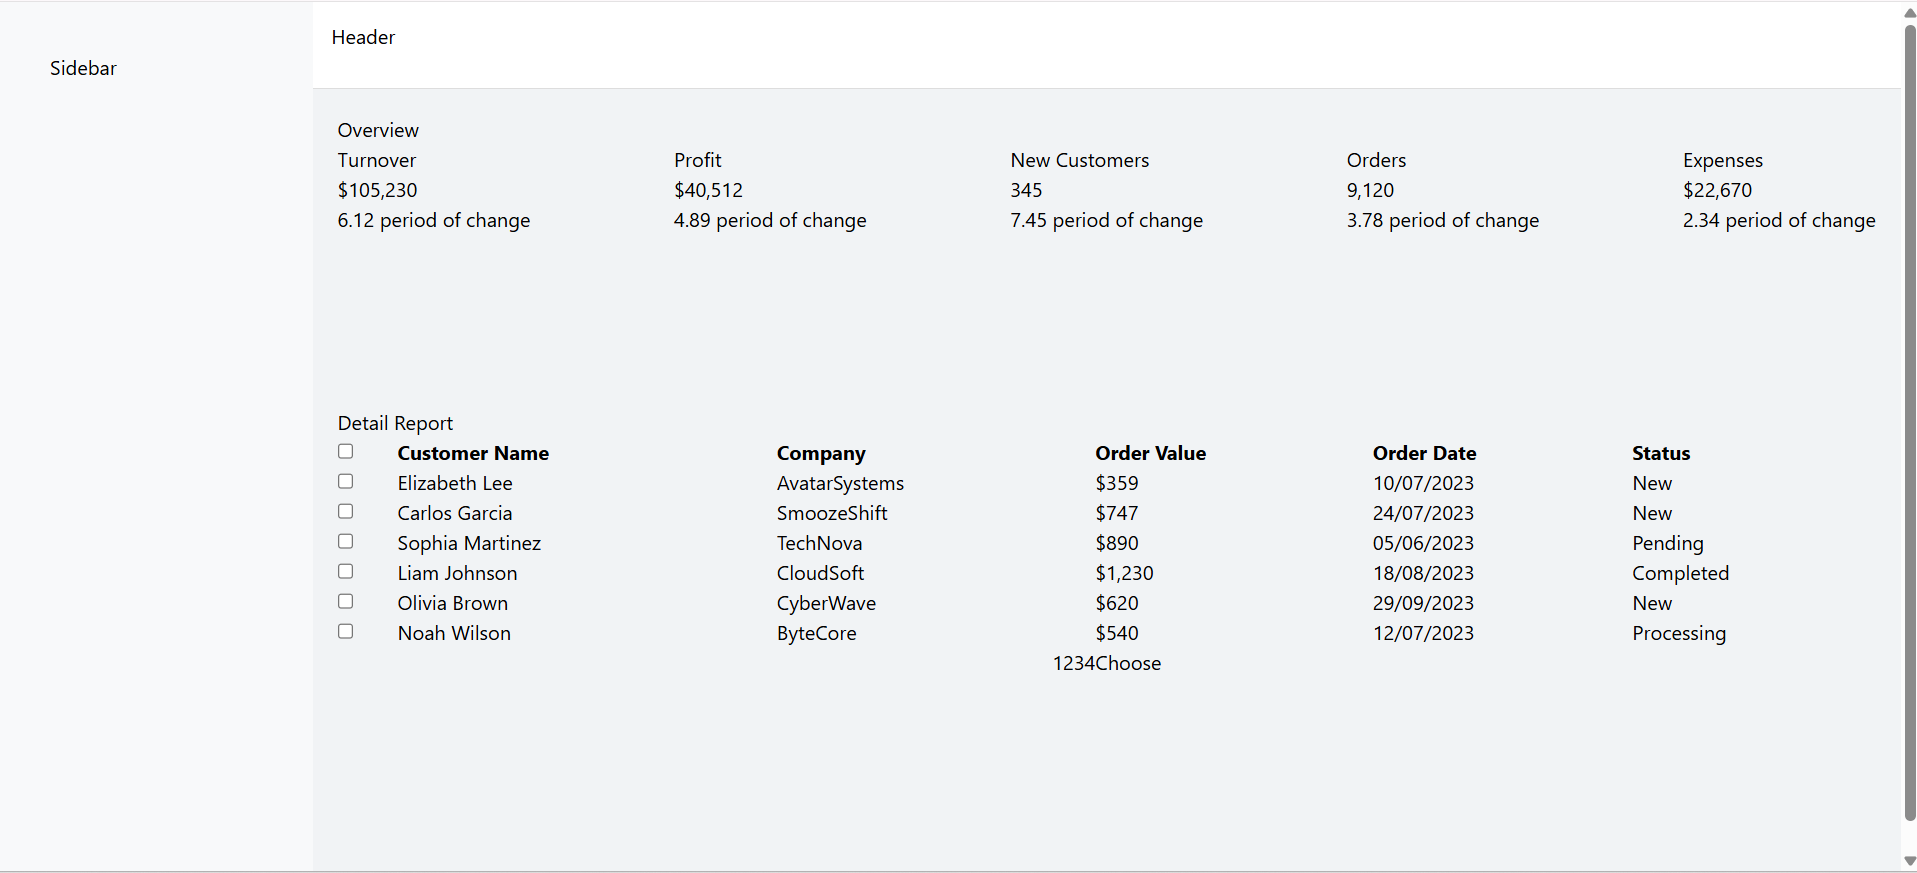 Sidebar
Header
Overview
Turnover Profit New Customers Orders Expenses
$105,230 $40,512 345 9,120 $22,670
6.12 period of change 4.89 period of change 7.45 period of change 3.78 period of change 2.34 period of change
Detail Report
Customer Name Company Order Value Order Date Status
Elizabeth Lee AvatarSystems $359 10/07/2023 New
Carlos Garcia SmoozeShift $747 24/07/2023 New
Sophia Martinez TechNova $890 05/06/2023 Pending
Liam Johnson CloudSoft $1,230 18/08/2023 Completed
Olivia Brown CyberWave $620 29/09/2023 New
Noah Wilson ByteCore $540 12/07/2023 Processing
1234Choose